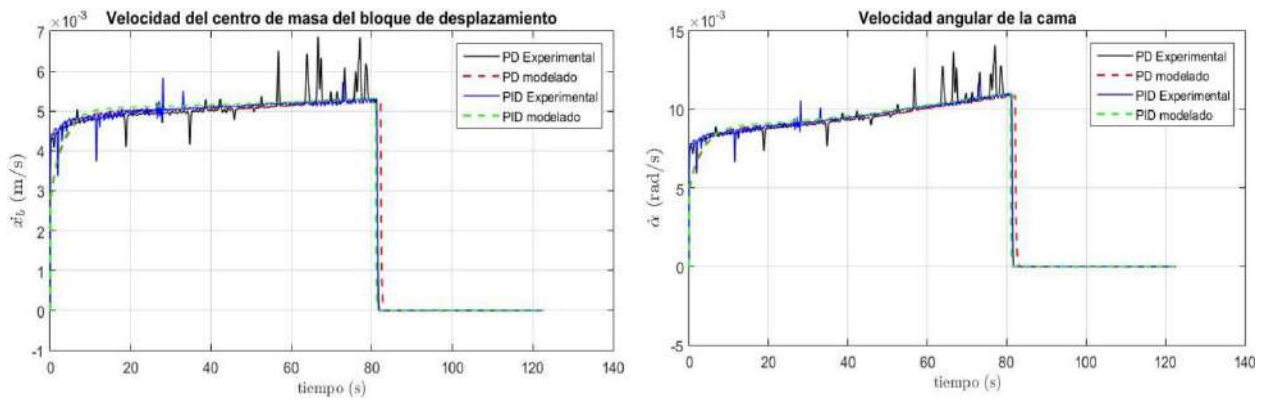 Velocidad del centro de masa del bloque de desplazamiento
×10⁻³
7
6
5
4
3
2
1
0
-1
0 20 40 60 80 100 120 140
ẋ_b (m/s)
tiempo (s)
PD Experimental
PD modelado
PID Experimental
PID modelado
Velocidad angular de la cama
×10⁻³
15
10
5
0
-5
0 20 40 60 80 100 120 140
α̇ (rad/s)
tiempo (s)
PD Experimental
PD modelado
PID Experimental
PID modelado